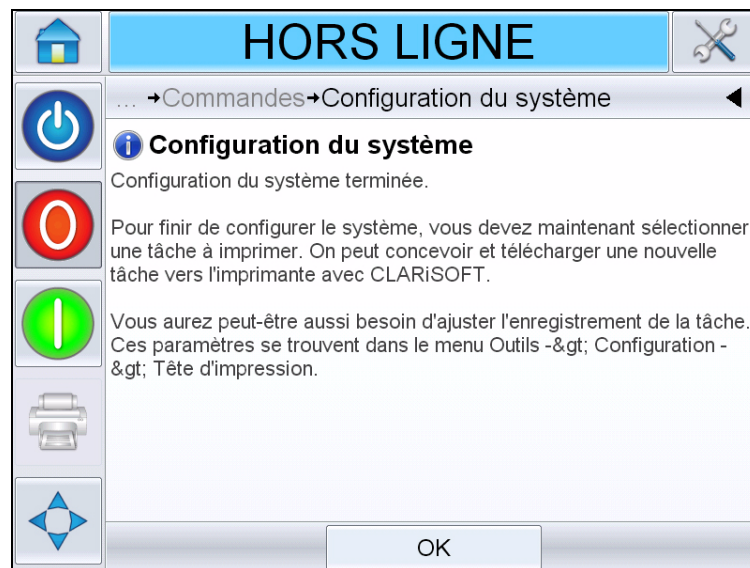 HORS LIGNE
... →Commandes→Configuration du système
Configuration du système
Configuration du système terminée.
Pour finir de configurer le système, vous devez maintenant sélectionner
une tâche à imprimer. On peut concevoir et télécharger une nouvelle
tâche vers l'imprimante avec CLARiSOFT.
Vous aurez peut-être aussi besoin d'ajuster l'enregistrement de la tâche.
Ces paramètres se trouvent dans le menu Outils -&gt; Configuration -
&gt; Tête d'impression.
OK